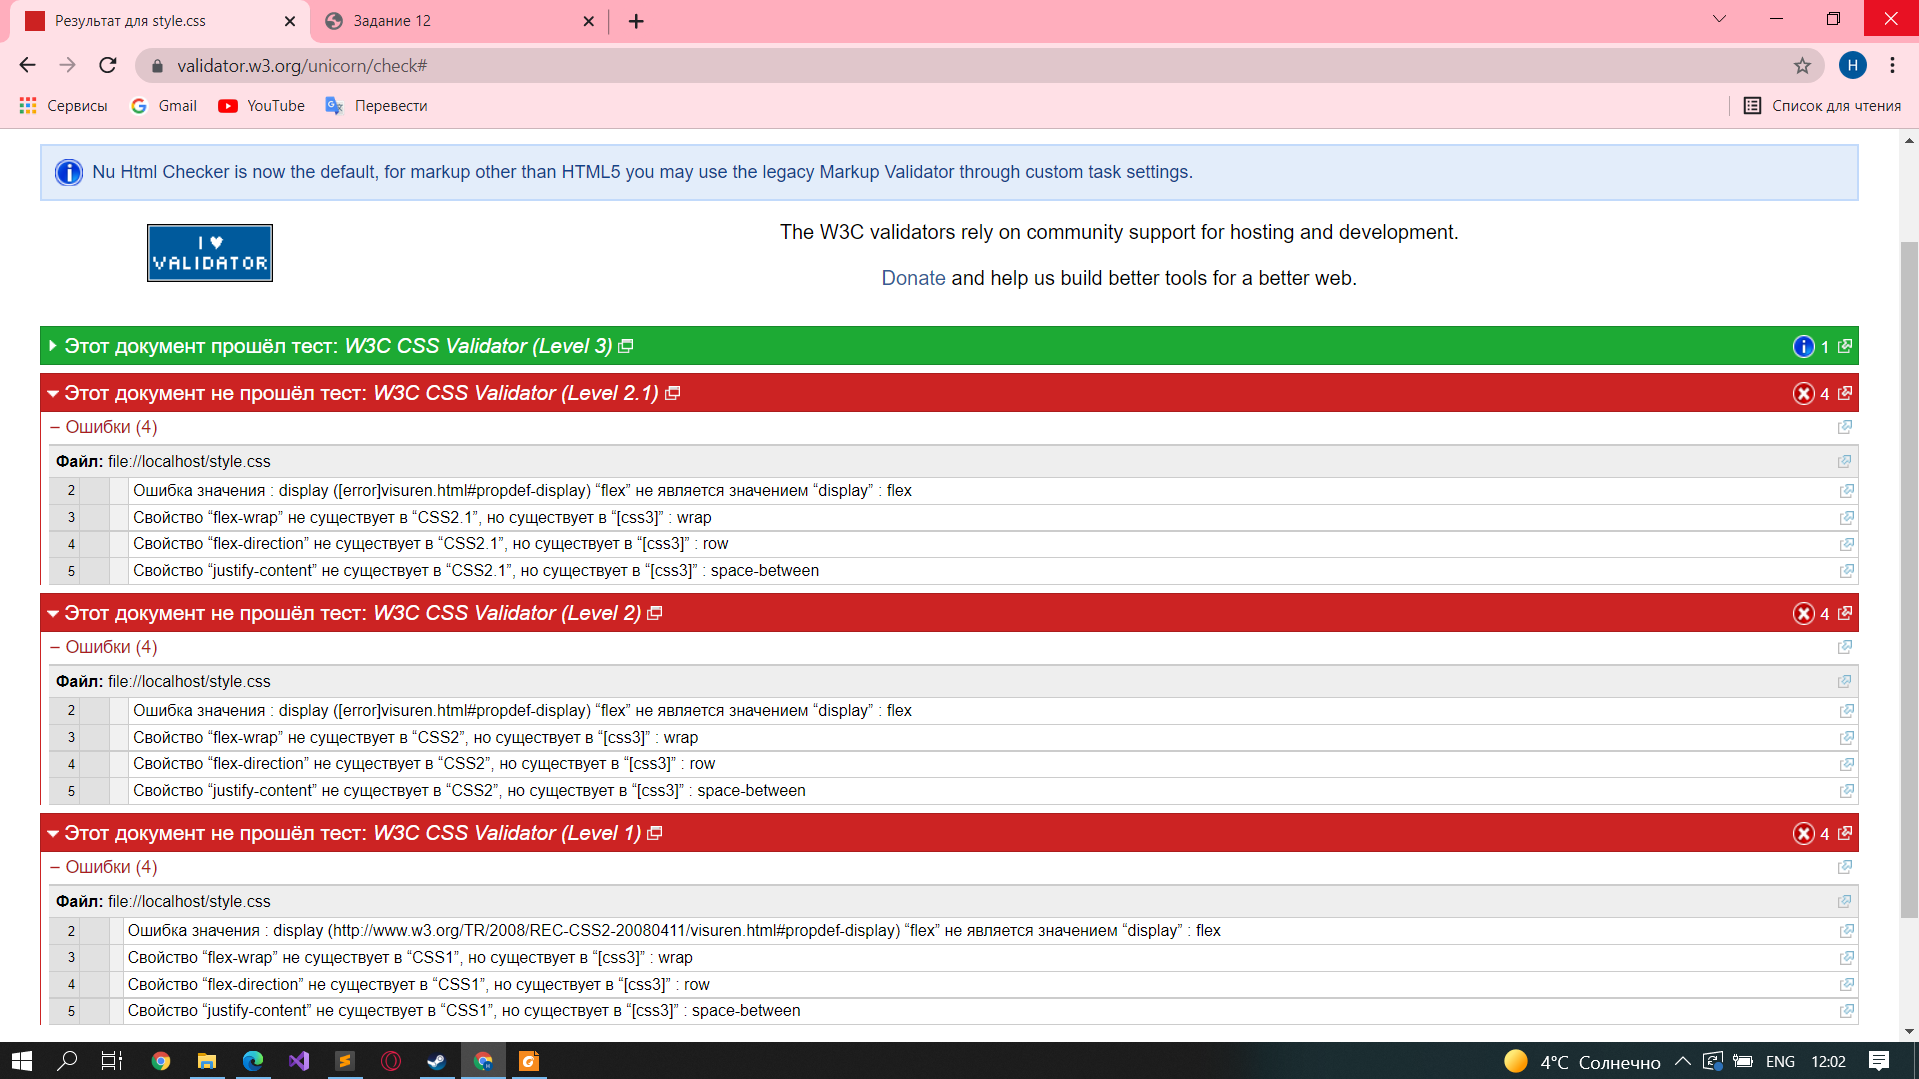 Результат для style.css
Задание 12
validator.w3.org/unicorn/check#
H
Сервисы
Gmail
YouTube
Перевести
Список для чтения
Nu Html Checker is now the default, for markup other than HTML5 you may use the legacy Markup Validator through custom task settings.
I ♥
VALIDATOR
The W3C validators rely on community support for hosting and development.
Donate and help us build better tools for a better web.
Этот документ прошёл тест: W3C CSS Validator (Level 3) 1
Этот документ не прошёл тест: W3C CSS Validator (Level 2.1) 4
− Ошибки (4)
Файл: file://localhost/style.css
2 Ошибка значения : display ([error]visuren.html#propdef-display) “flex” не является значением “display” : flex
3 Свойство “flex-wrap” не существует в “CSS2.1”, но существует в “[css3]” : wrap
4 Свойство “flex-direction” не существует в “CSS2.1”, но существует в “[css3]” : row
5 Свойство “justify-content” не существует в “CSS2.1”, но существует в “[css3]” : space-between
Этот документ не прошёл тест: W3C CSS Validator (Level 2) 4
− Ошибки (4)
Файл: file://localhost/style.css
2 Ошибка значения : display ([error]visuren.html#propdef-display) “flex” не является значением “display” : flex
3 Свойство “flex-wrap” не существует в “CSS2”, но существует в “[css3]” : wrap
4 Свойство “flex-direction” не существует в “CSS2”, но существует в “[css3]” : row
5 Свойство “justify-content” не существует в “CSS2”, но существует в “[css3]” : space-between
Этот документ не прошёл тест: W3C CSS Validator (Level 1) 4
− Ошибки (4)
Файл: file://localhost/style.css
2 Ошибка значения : display (http://www.w3.org/TR/2008/REC-CSS2-20080411/visuren.html#propdef-display) “flex” не является значением “display” : flex
3 Свойство “flex-wrap” не существует в “CSS1”, но существует в “[css3]” : wrap
4 Свойство “flex-direction” не существует в “CSS1”, но существует в “[css3]” : row
5 Свойство “justify-content” не существует в “CSS1”, но существует в “[css3]” : space-between
4°C Солнечно ENG 12:02